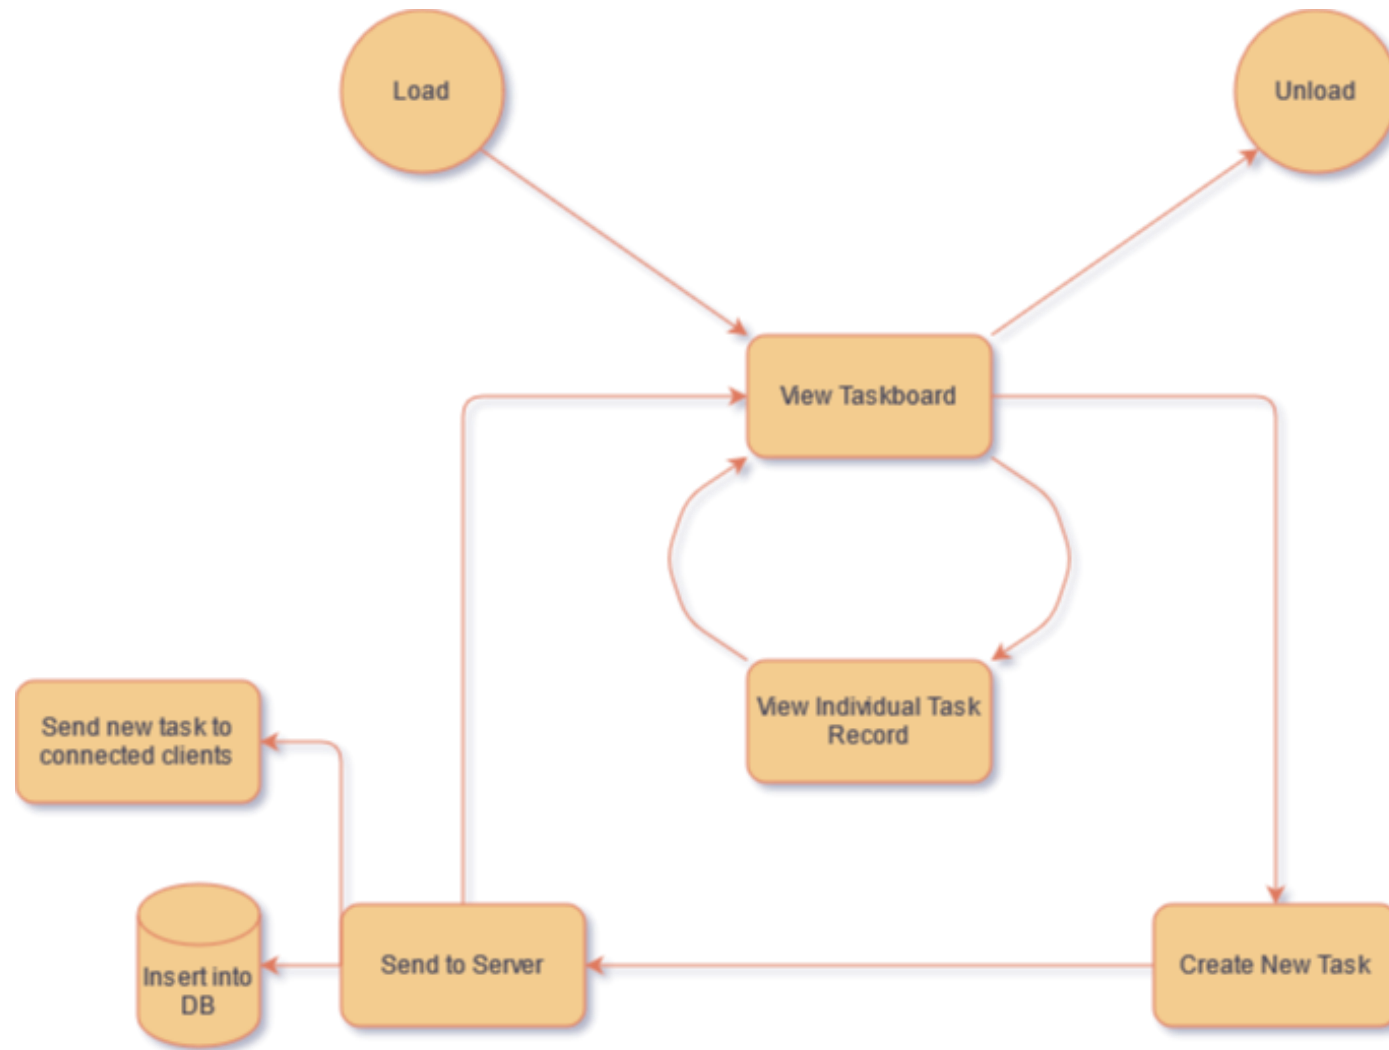 Load
Unload
View Taskboard
View Individual Task
Record
Send new task to
connected clients
Insert into
DB
Send to Server
Create New Task